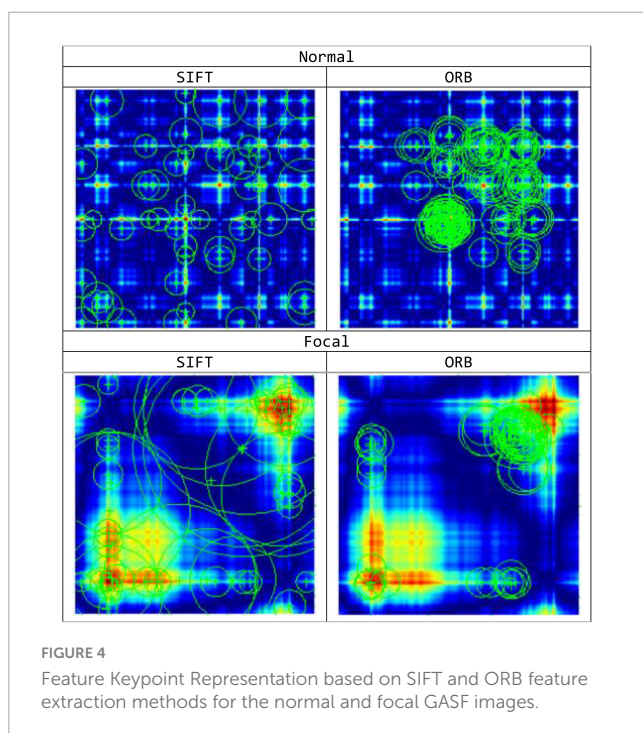 Normal
SIFT ORB
Focal
SIFT ORB
FIGURE 4
Feature Keypoint Representation based on SIFT and ORB feature
extraction methods for the normal and focal GASF images.